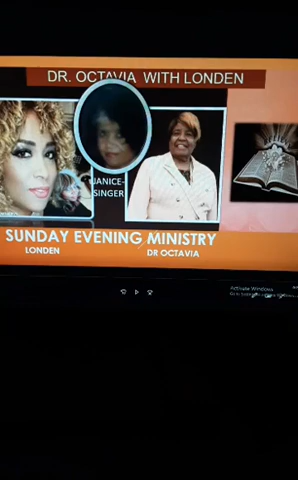 DR. OCTAVIA WITH LONDEN
JANICE-
SINGER
SUNDAY EVENING MINISTRY
LONDEN
DR OCTAVIA
Activate Windows